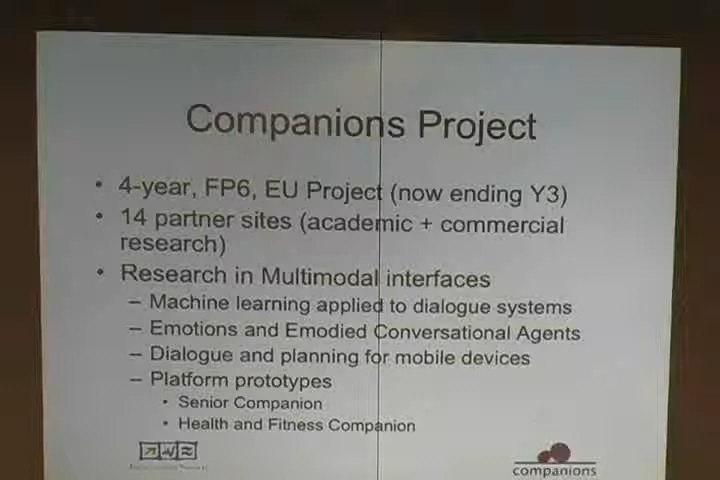 Companions Project
• 4-year, FP6, EU Project (now ending Y3)
• 14 partner sites (academic + commercial
research)
• Research in Multimodal interfaces
– Machine learning applied to dialogue systems
– Emotions and Emodied Conversational Agents
– Dialogue and planning for mobile devices
– Platform prototypes
• Senior Companion
• Health and Fitness Companion
companions